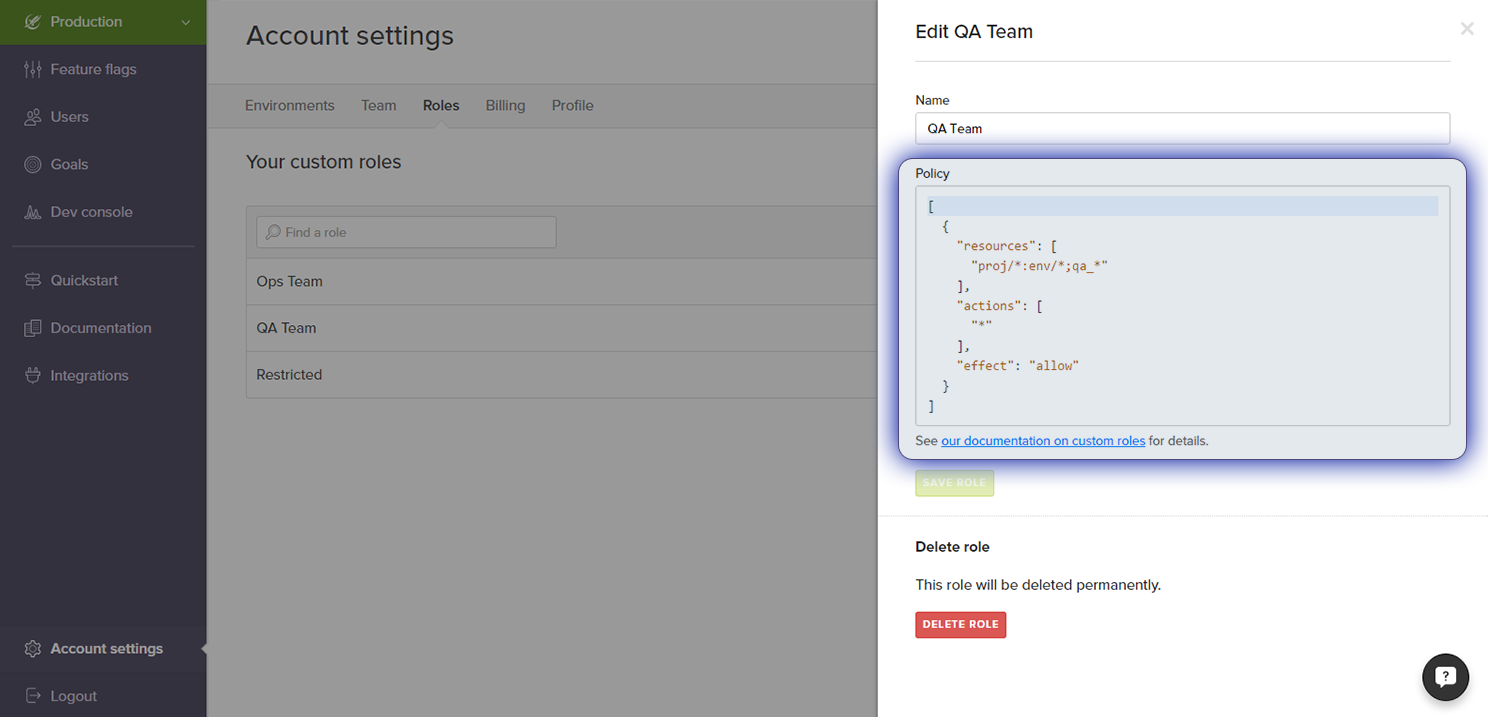 Production
Feature flags
Users
Goals
Dev console
Quickstart
Documentation
Integrations
Account settings
Logout
Account settings
Environments Team Roles Billing Profile
Your custom roles
Find a role
Ops Team
QA Team
Restricted
Edit QA Team
Name
QA Team
Policy
[
{
"resources": [
"proj/*:env/*;qa_*"
],
"actions": [
"*"
],
"effect": "allow"
}
]
See our documentation on custom roles for details.
SAVE ROLE
Delete role
This role will be deleted permanently.
DELETE ROLE
?